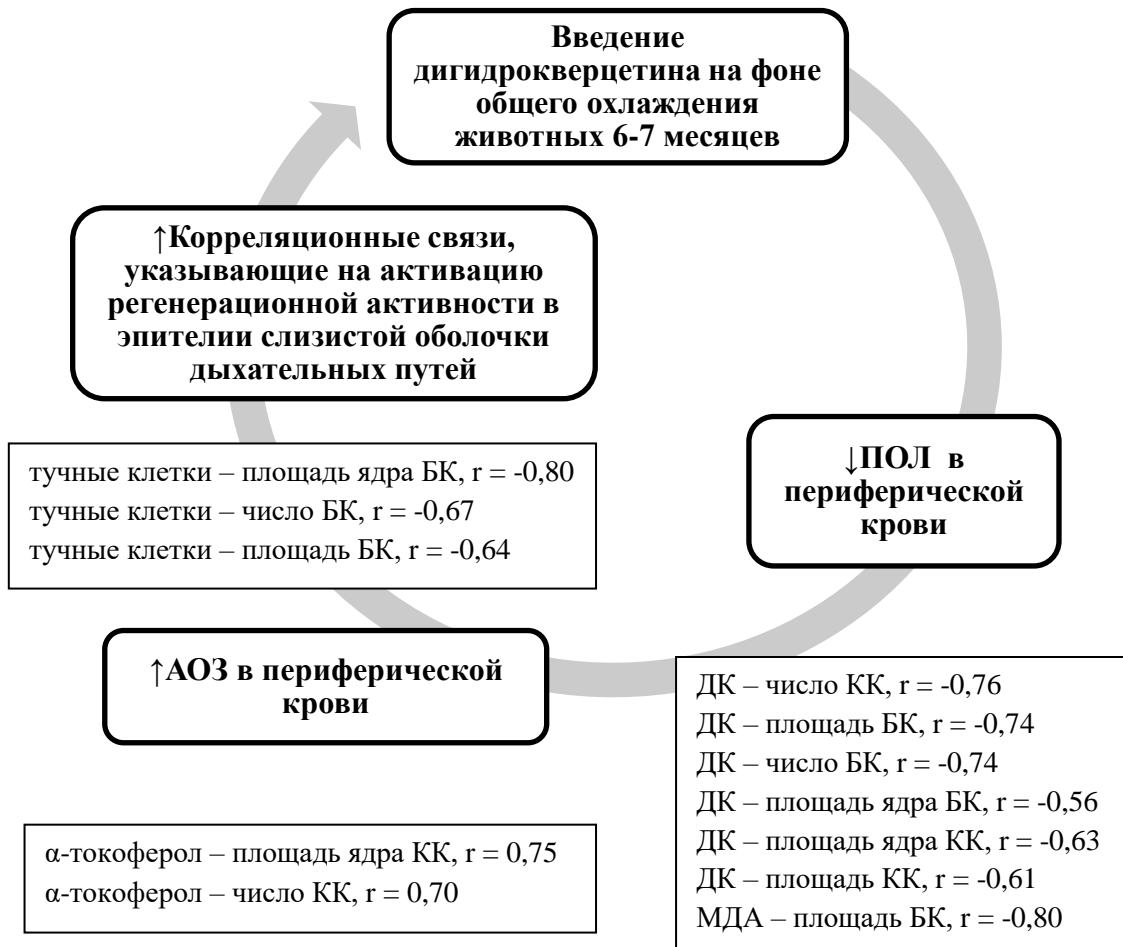 Введение
дигидрокверцетина на фоне
общего охлаждения
животных 6-7 месяцев
↑Корреляционные связи,
указывающие на активацию
регенерационной активности в
эпителии слизистой оболочки
дыхательных путей
↓ПОЛ в
периферической
крови
тучные клетки – площадь ядра БК, r = -0,80
тучные клетки – число БК, r = -0,67
тучные клетки – площадь БК, r = -0,64
↑АОЗ в периферической
крови
ДК – число КК, r = -0,76
ДК – площадь БК, r = -0,74
ДК – число БК, r = -0,74
ДК – площадь ядра БК, r = -0,56
ДК – площадь ядра КК, r = -0,63
ДК – площадь КК, r = -0,61
МДА – площадь БК, r = -0,80
α-токоферол – площадь ядра КК, r = 0,75
α-токоферол – число КК, r = 0,70